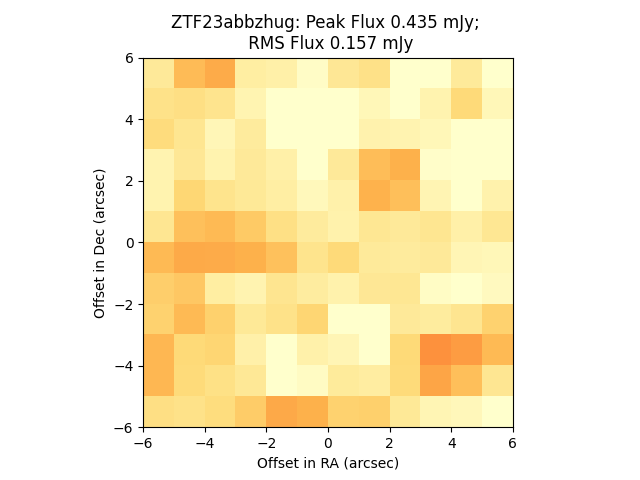 ZTF23abbzhug: Peak Flux 0.435 mJy;
RMS Flux 0.157 mJy
6
4
2
0
−2
−4
−6
Offset in Dec (arcsec)
−6 −4 −2 0 2 4 6
Offset in RA (arcsec)